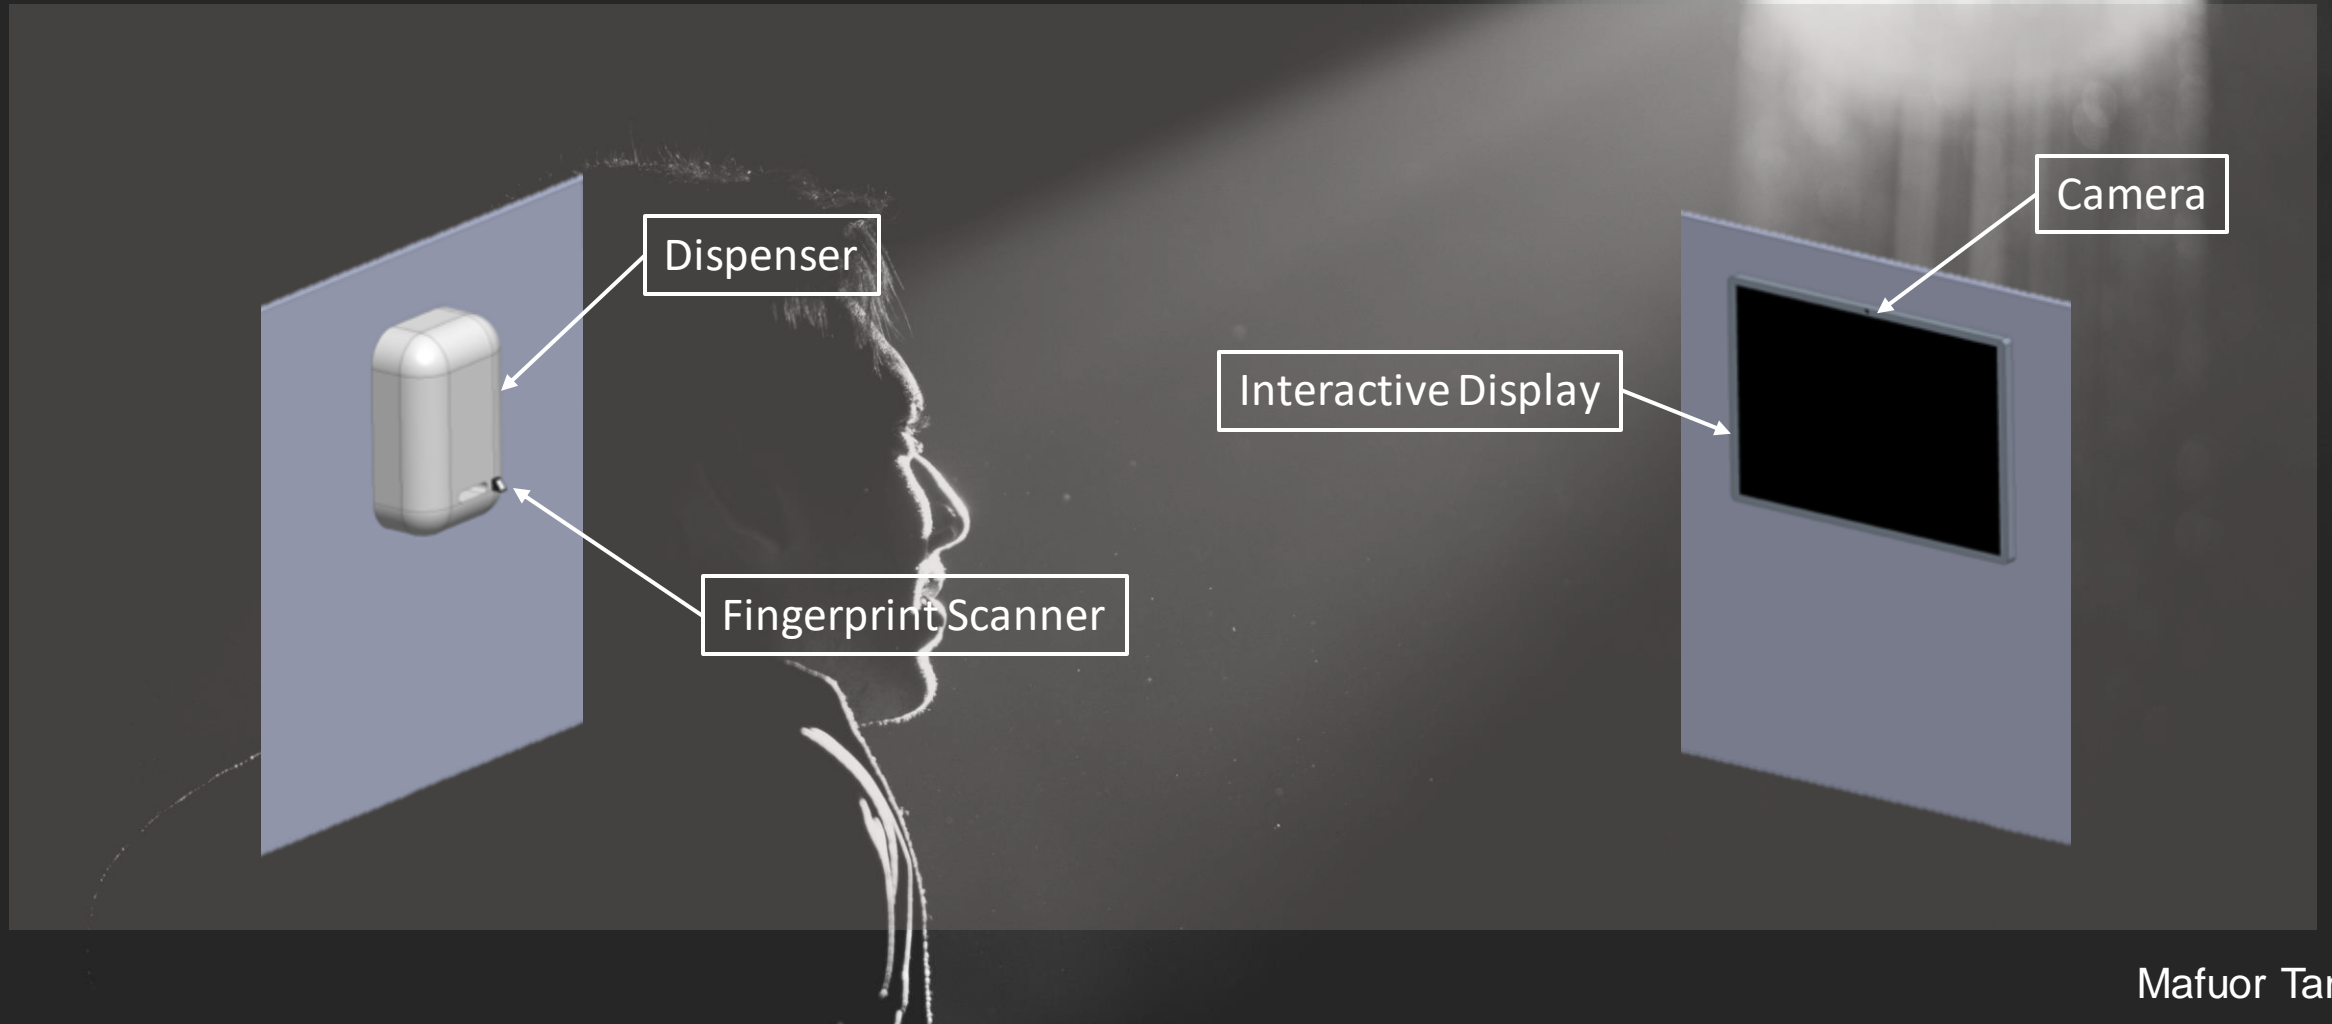 Dispenser
Camera
Interactive Display
Fingerprint Scanner
Mafuor